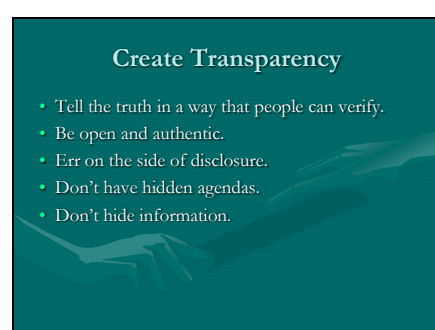 Create Transparency
• Tell the truth in a way that people can verify.
• Be open and authentic.
• Err on the side of disclosure.
• Don't have hidden agendas.
• Don't hide information.